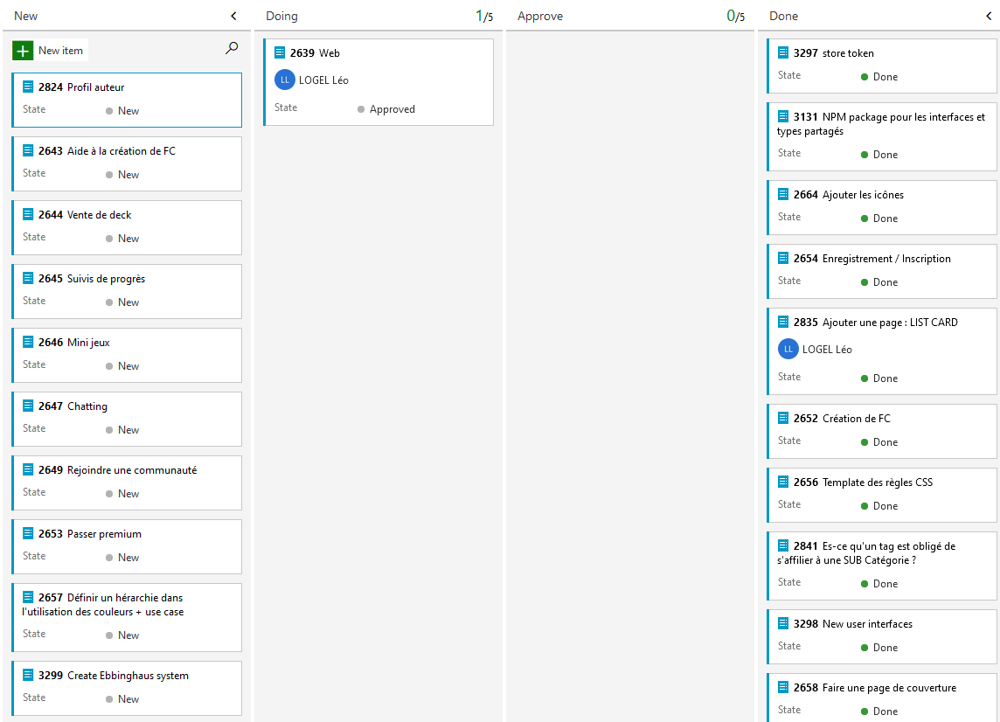 New
New item
2824 Profil auteur
State New
2643 Aide à la création de FC
State New
2644 Vente de deck
State New
2645 Suivis de progrès
State New
2646 Mini jeux
State New
2647 Chatting
State New
2649 Rejoindre une communauté
State New
2653 Passer premium
State New
2657 Définir un hérarchie dans
l'utilisation des couleurs + use case
State New
3299 Create Ebbinghaus system
State New
Doing 1/5
2639 Web
LL LOGEL Léo
State Approved
Approve 0/5
Done
3297 store token
State Done
3131 NPM package pour les interfaces et
types partagés
State Done
2664 Ajouter les icônes
State Done
2654 Enregistrement / Inscription
State Done
2835 Ajouter une page : LIST CARD
LL LOGEL Léo
State Done
2652 Création de FC
State Done
2656 Template des règles CSS
State Done
2841 Es-ce qu'un tag est obligé de
s'affilier à une SUB Catégorie ?
State Done
3298 New user interfaces
State Done
2658 Faire une page de couverture
State Done